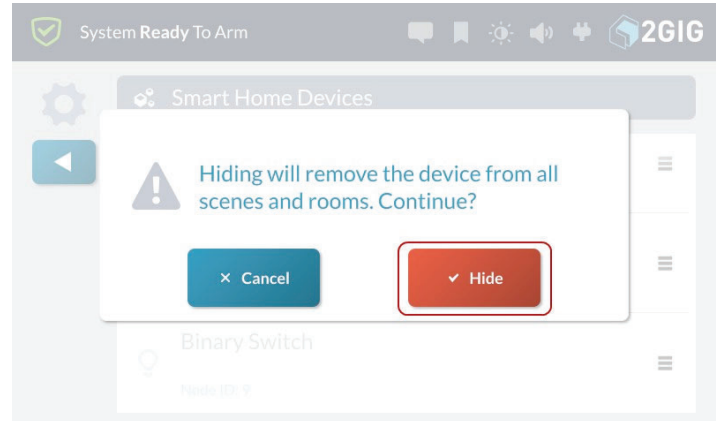 System Ready To Arm
2GIG
Smart Home Devices
Hiding will remove the device from all
scenes and rooms. Continue?
× Cancel
✓ Hide
Binary Switch
Node ID: 9